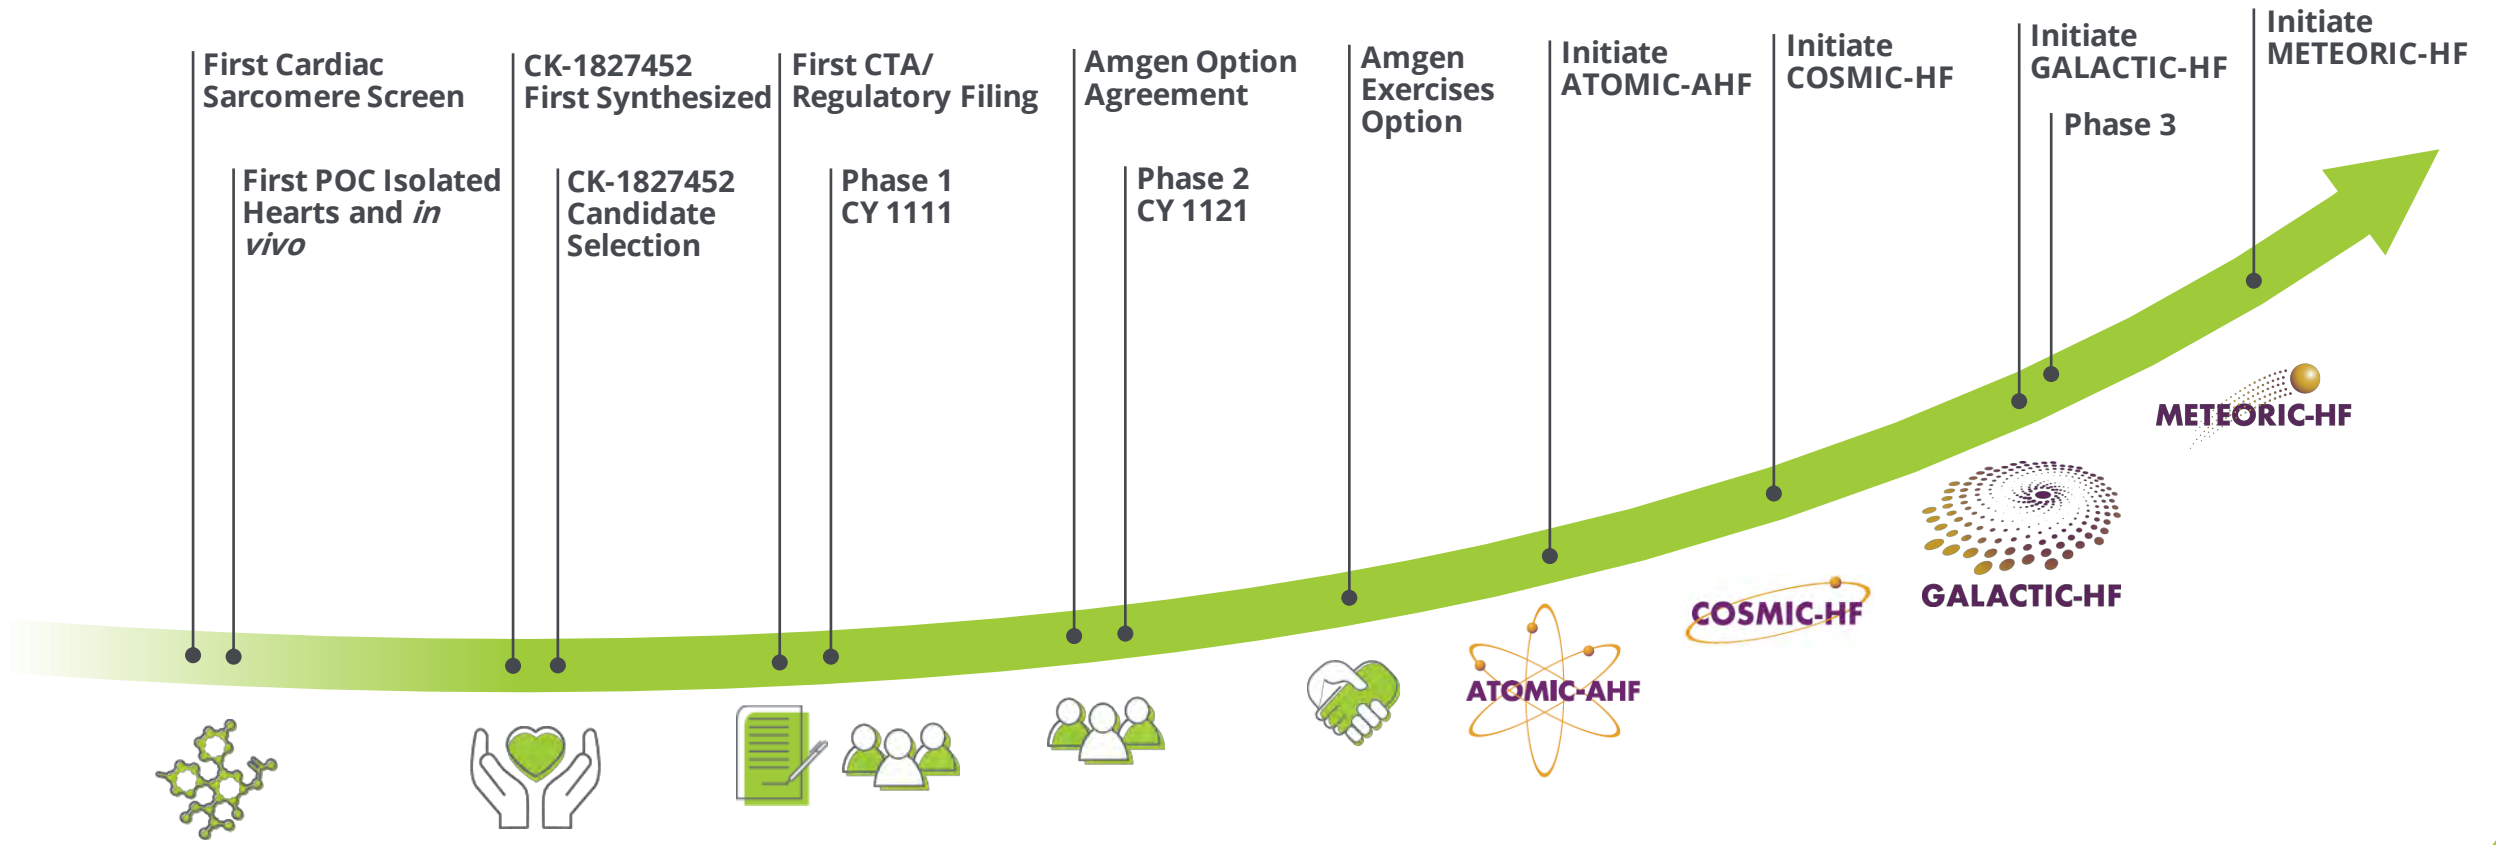 First Cardiac
Sarcomere Screen
First POC Isolated
Hearts and in
vivo
CK-1827452
First Synthesized
CK-1827452
Candidate
Selection
First CTA/
Regulatory Filing
Phase 1
CY 1111
Amgen Option
Agreement
Phase 2
CY 1121
Amgen
Exercises
Option
Initiate
ATOMIC-AHF
Initiate
COSMIC-HF
Initiate
GALACTIC-HF
Phase 3
Initiate
METEORIC-HF
ATOMIC-AHF
COSMIC-HF
GALACTIC-HF
METEORIC-HF